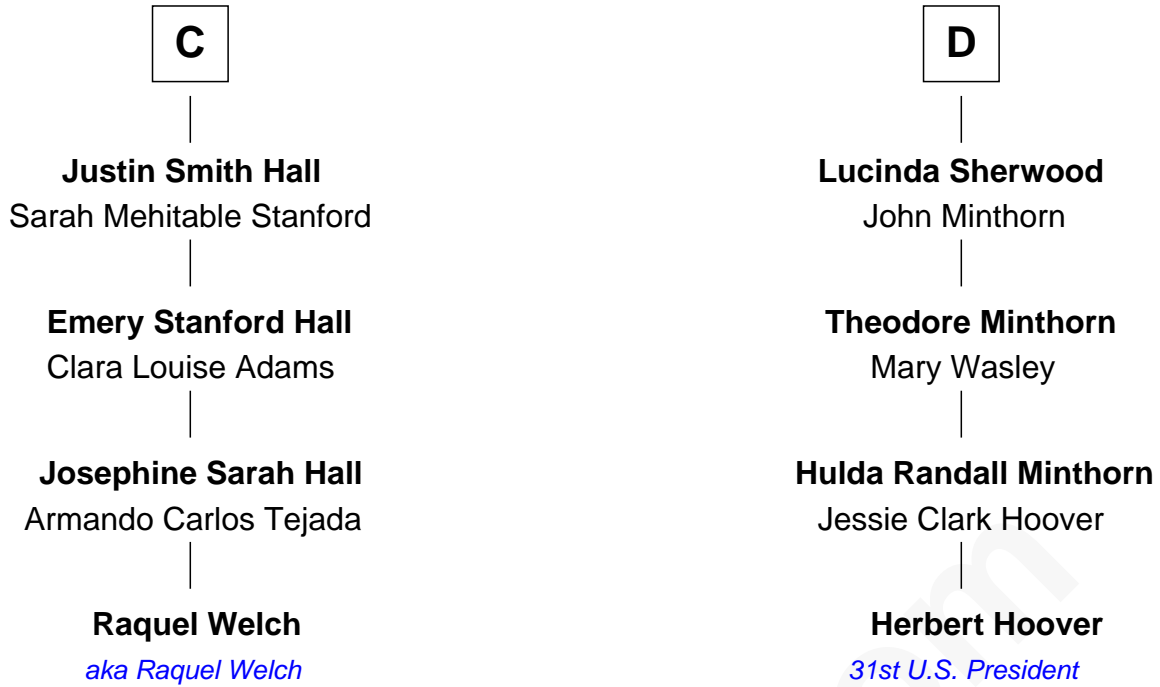 C
Justin Smith Hall
Sarah Mehitable Stanford
Emery Stanford Hall
Clara Louise Adams
Josephine Sarah Hall
Armando Carlos Tejada
Raquel Welch
aka Raquel Welch
D
Lucinda Sherwood
John Minthorn
Theodore Minthorn
Mary Wasley
Hulda Randall Minthorn
Jessie Clark Hoover
Herbert Hoover
31st U.S. President